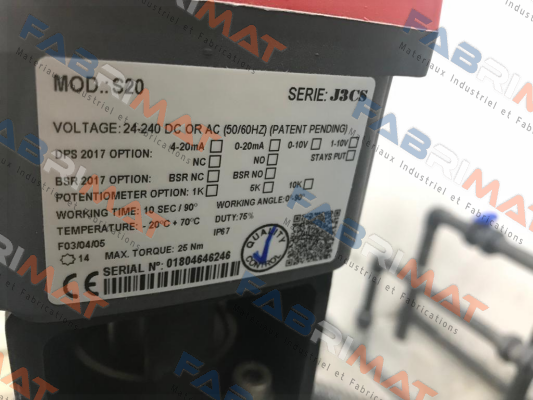 MOD.: S20 SERIE: J3CS
VOLTAGE: 24-240 DC OR AC (50/60HZ) (PATENT PENDING)
DPS 2017 OPTION: 4-20mA 0-20mA 0-10V 1-10V
NC NO STAYS PUT
BSR 2017 OPTION: BSR NC BSR NO
POTENTIOMETER OPTION: 1K 5K 10K
WORKING TIME: 10 SEC / 90° WORKING ANGLE: 0°-90°
TEMPERATURE: - 20°C + 70°C DUTY: 75%
F03/04/05 IP67
14 MAX. TORQUE: 25 Nm
CE SERIAL Nº: 01804646246
QUALITY CONTROL
FABRIMAT
Materiaux Industriel et Fabrications